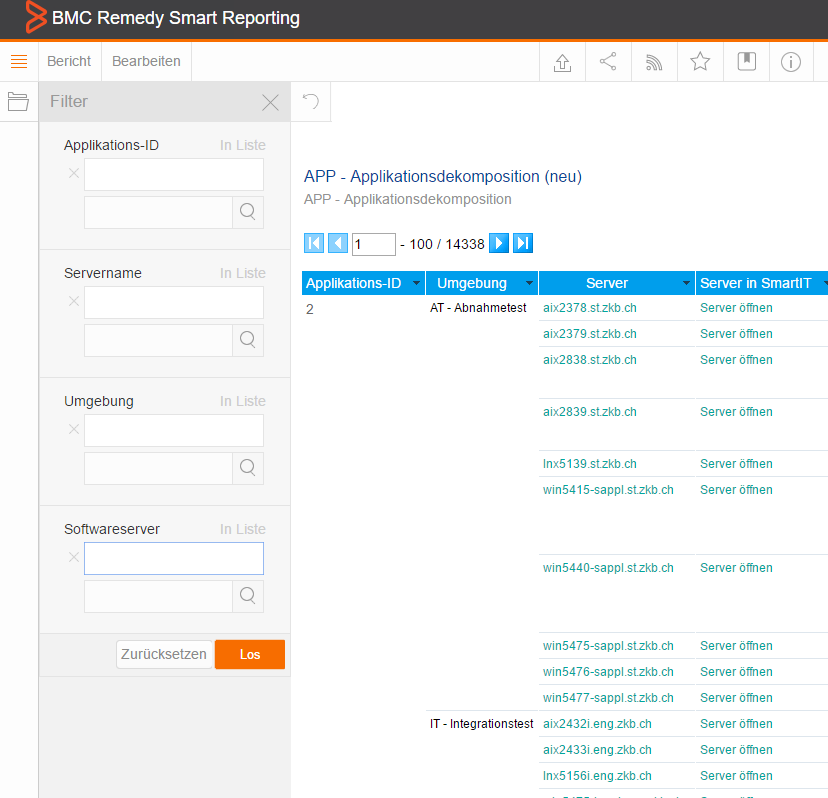 BMC Remedy Smart Reporting
Bericht Bearbeiten
Filter
Applikations-ID In Liste
Servername In Liste
Umgebung In Liste
Softwareserver In Liste
Zurücksetzen Los
APP - Applikationsdekomposition (neu)
APP - Applikationsdekomposition
1 - 100 / 14338
Applikations-ID Umgebung Server Server in SmartIT
2 AT - Abnahmetest aix2378.st.zkb.ch Server öffnen
aix2379.st.zkb.ch Server öffnen
aix2838.st.zkb.ch Server öffnen
aix2839.st.zkb.ch Server öffnen
lnx5139.st.zkb.ch Server öffnen
win5415-sappl.st.zkb.ch Server öffnen
win5440-sappl.st.zkb.ch Server öffnen
win5475-sappl.st.zkb.ch Server öffnen
win5476-sappl.st.zkb.ch Server öffnen
win5477-sappl.st.zkb.ch Server öffnen
IT - Integrationstest aix2432i.eng.zkb.ch Server öffnen
aix2433i.eng.zkb.ch Server öffnen
lnx5156i.eng.zkb.ch Server öffnen
Server öffnen